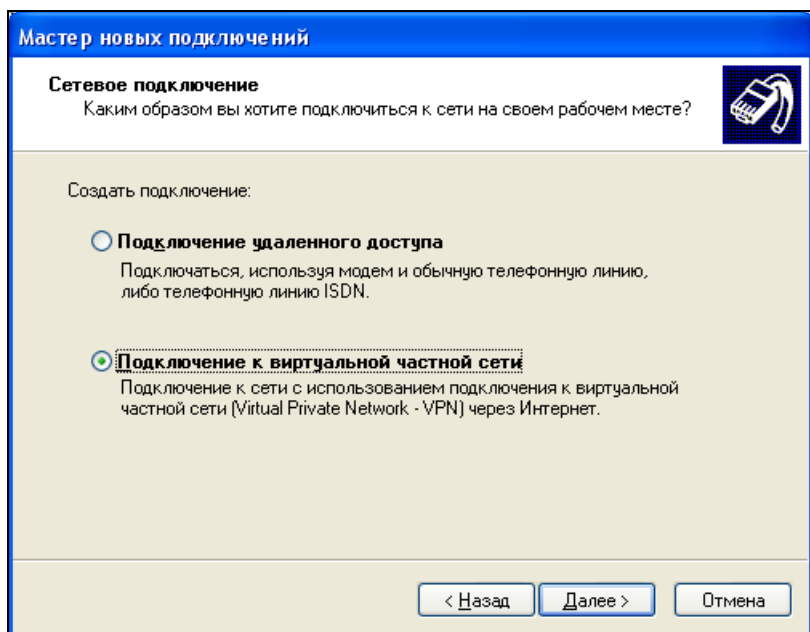 Мастер новых подключений
Сетевое подключение
Каким образом вы хотите подключиться к сети на своем рабочем месте?
Создать подключение:
Подключение удаленного доступа
Подключаться, используя модем и обычную телефонную линию,
либо телефонную линию ISDN.
Подключение к виртуальной частной сети
Подключение к сети с использованием подключения к виртуальной
частной сети (Virtual Private Network - VPN) через Интернет.
< Назад Далее > Отмена